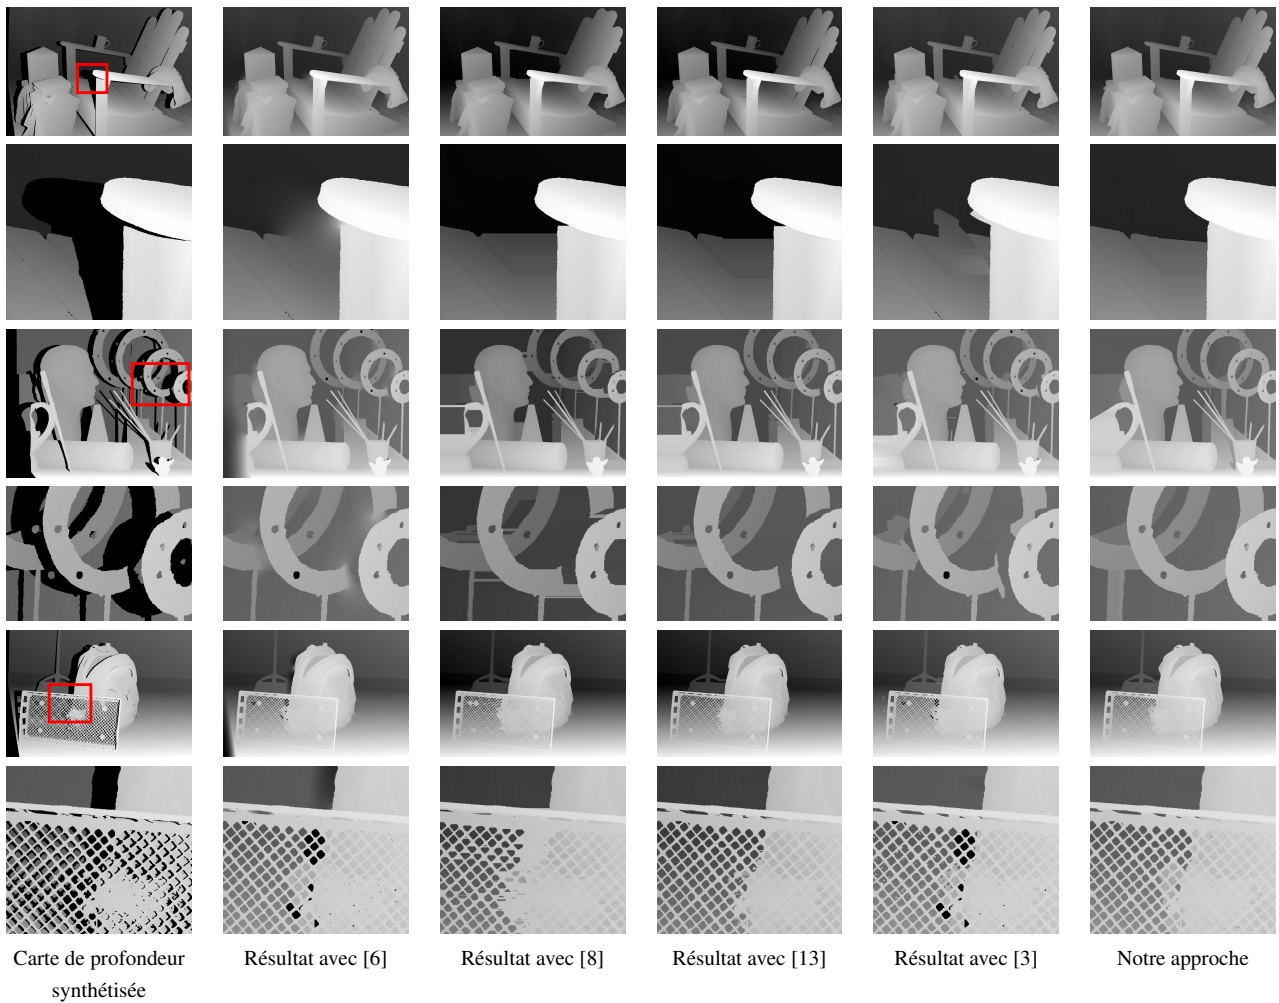 Carte de profondeur
synthétisée
Résultat avec [6]
Résultat avec [8]
Résultat avec [13]
Résultat avec [3]
Notre approche